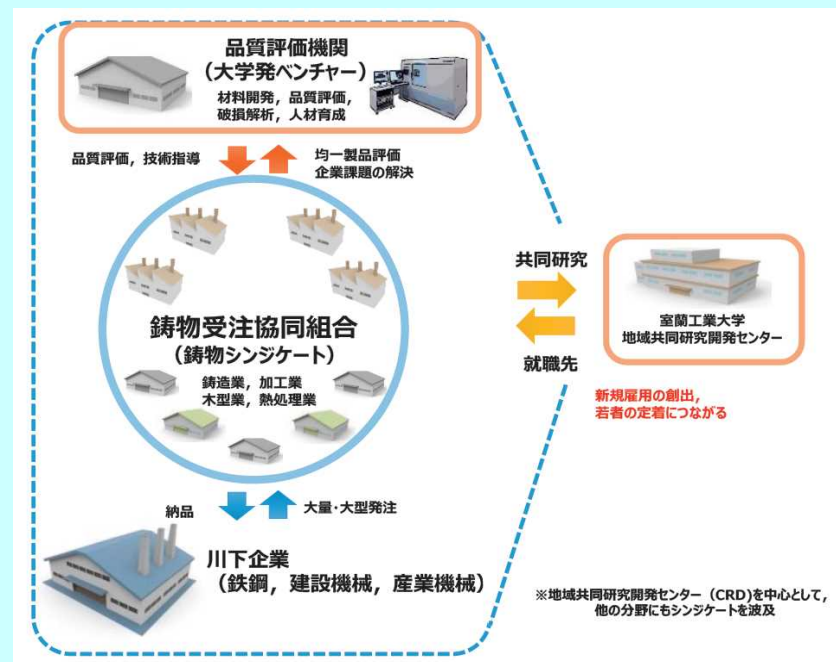 品質評価機関
（大学発ベンチャー）
材料開発，品質評価，
破損解析，人材育成
品質評価，技術指導
均一製品評価
企業課題の解決
鋳物受注協同組合
（鋳物シンジケート）
鋳造業，加工業
木型業，熱処理業
共同研究
就職先
室蘭工業大学
地域共同研究開発センター
新規雇用の創出，
若者の定着につながる
納品
大量・大型発注
川下企業
（鉄鋼，建設機械，産業機械）
※地域共同研究開発センター（CRD)を中心として，
他の分野にもシンジケートを波及